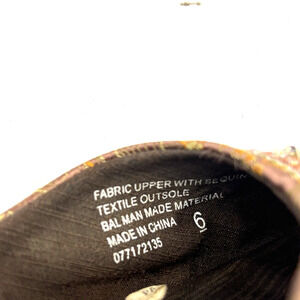 FABRIC UPPER WITH SEQUIN
TEXTILE OUTSOLE
BAL MAN MADE MATERIAL
MADE IN CHINA 6
077172135